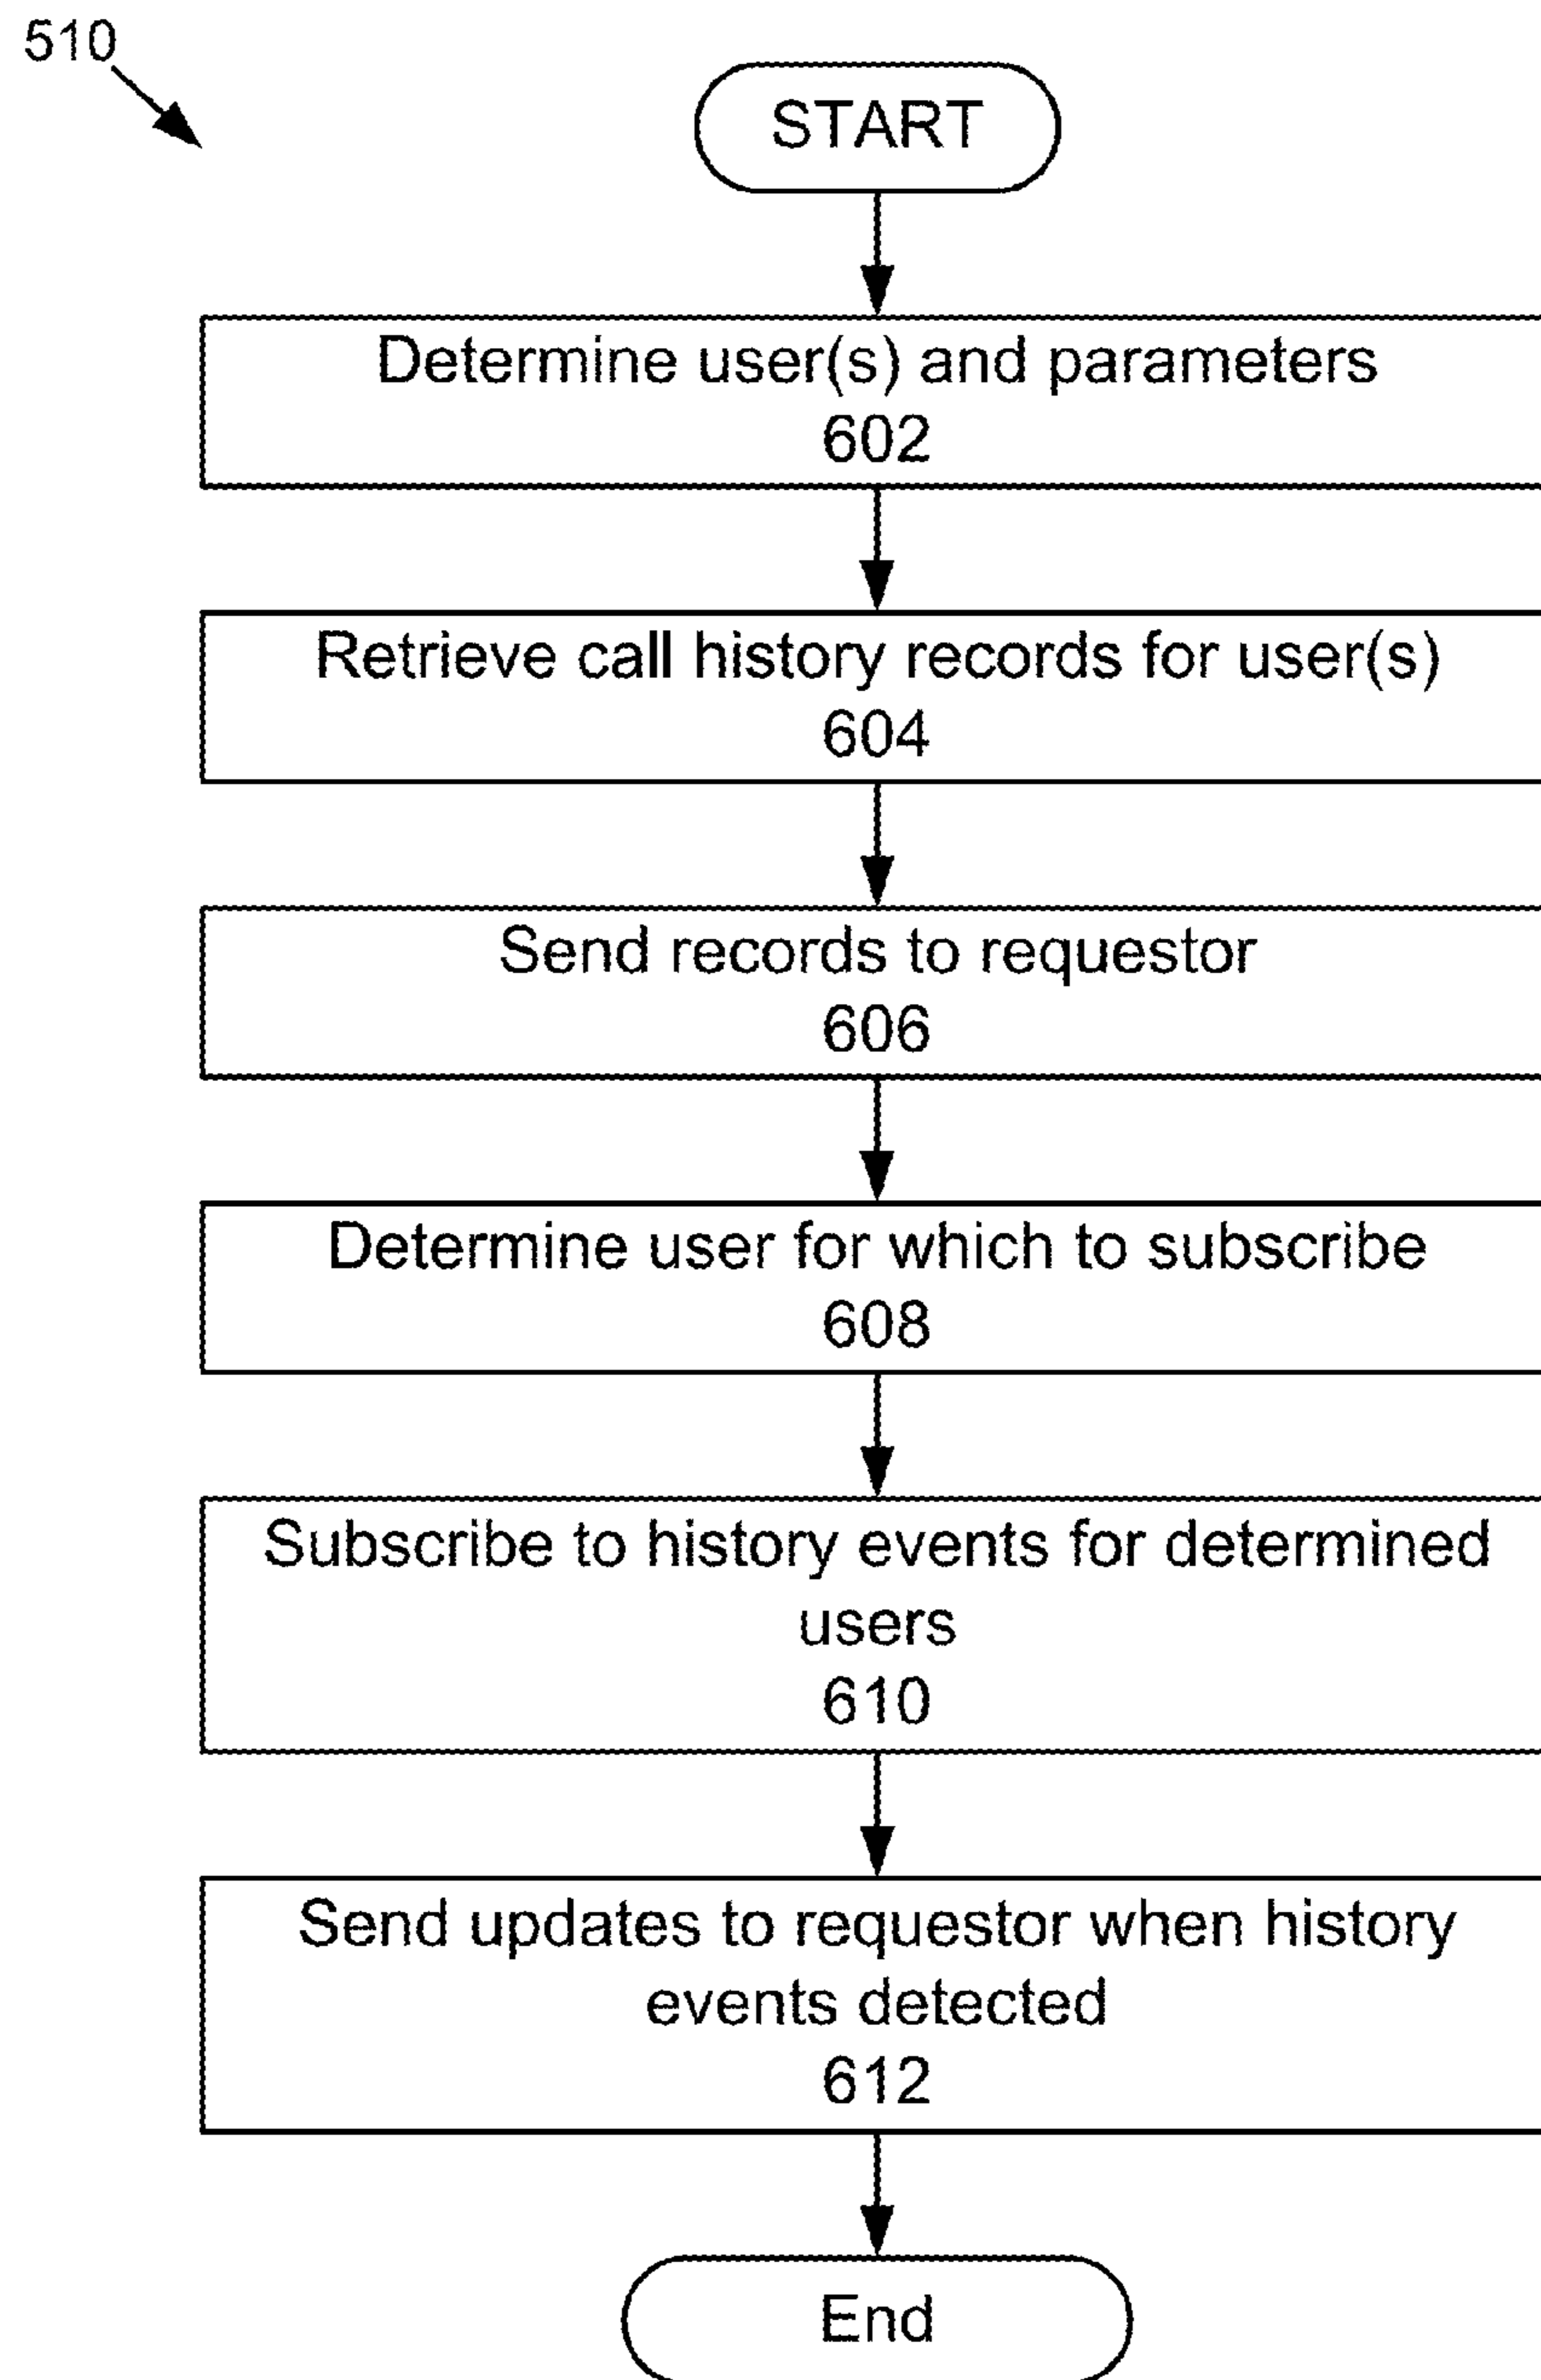 510
START
Determine user(s) and parameters
602
Retrieve call history records for user(s)
604
Send records to requestor
606
Determine user for which to subscribe
608
Subscribe to history events for determined
users
610
Send updates to requestor when history
events detected
612
End